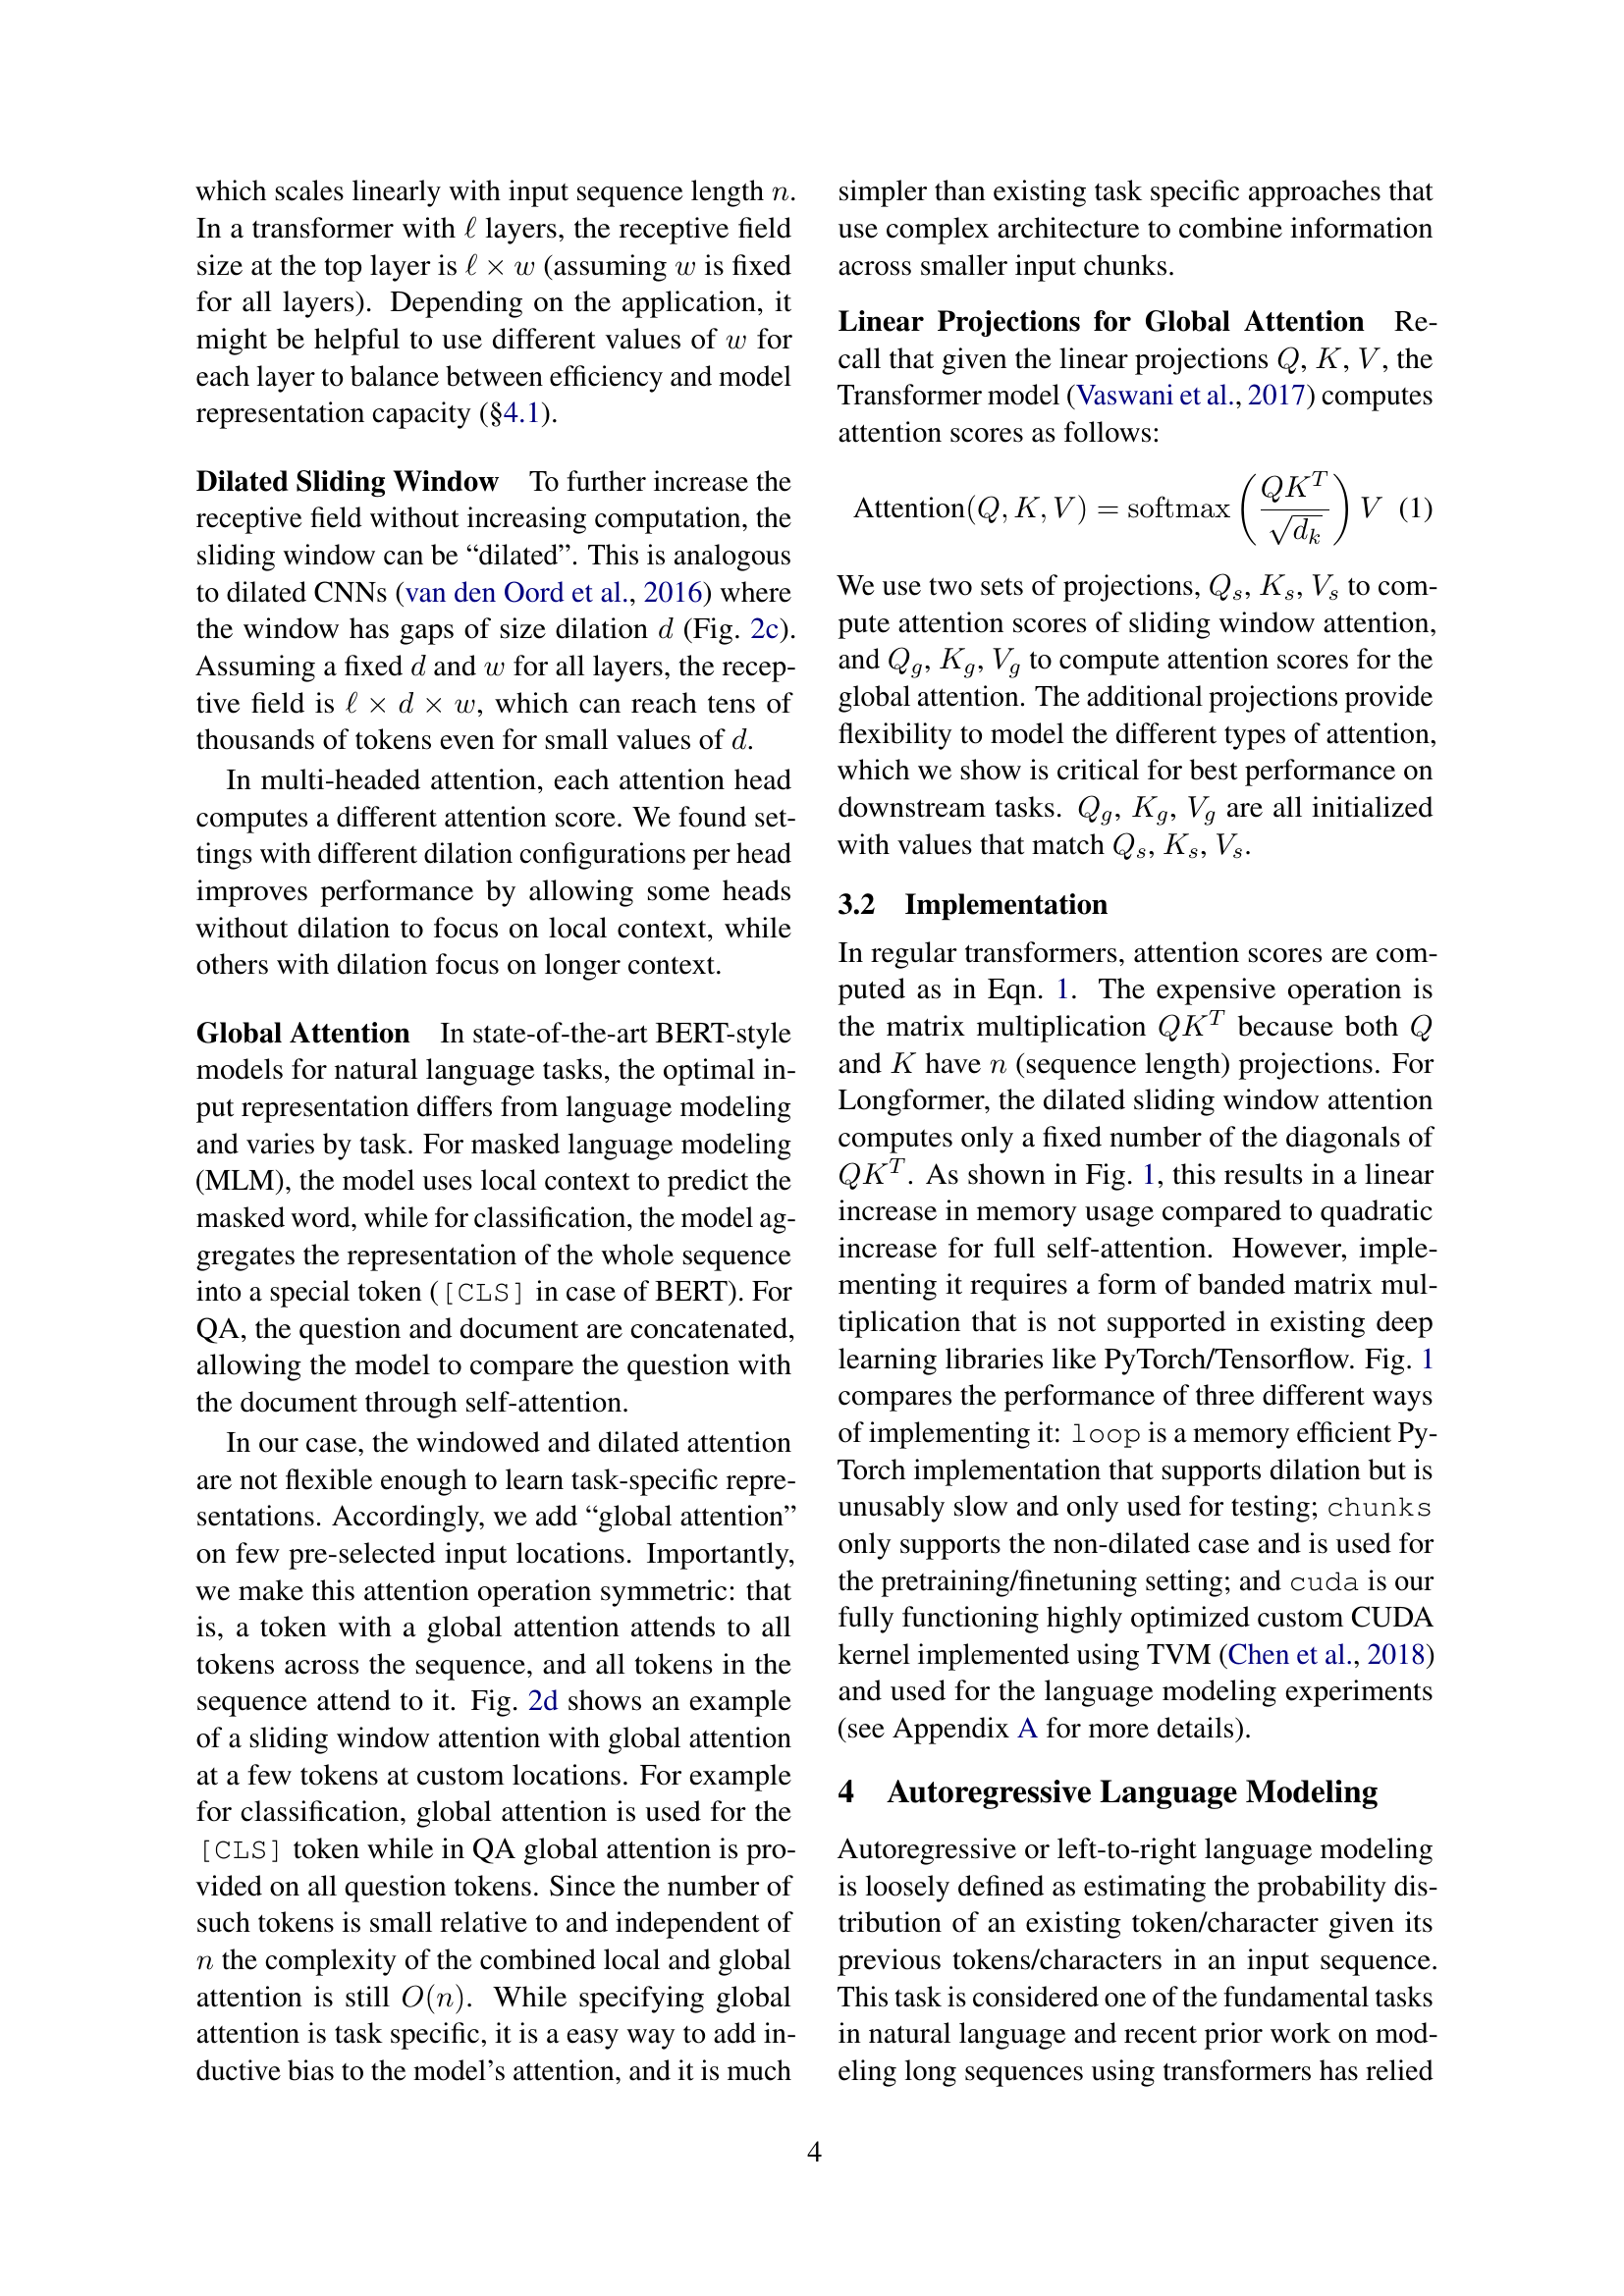 which scales linearly with input sequence length n.
In a transformer with ℓ layers, the receptive field
size at the top layer is ℓ × w (assuming w is fixed
for all layers). Depending on the application, it
might be helpful to use different values of w for
each layer to balance between efficiency and model
representation capacity (§4.1).
Dilated Sliding Window To further increase the
receptive field without increasing computation, the
sliding window can be “dilated”. This is analogous
to dilated CNNs (van den Oord et al., 2016) where
the window has gaps of size dilation d (Fig. 2c).
Assuming a fixed d and w for all layers, the recep-
tive field is ℓ × d × w, which can reach tens of
thousands of tokens even for small values of d.
In multi-headed attention, each attention head
computes a different attention score. We found set-
tings with different dilation configurations per head
improves performance by allowing some heads
without dilation to focus on local context, while
others with dilation focus on longer context.
Global Attention In state-of-the-art BERT-style
models for natural language tasks, the optimal in-
put representation differs from language modeling
and varies by task. For masked language modeling
(MLM), the model uses local context to predict the
masked word, while for classification, the model ag-
gregates the representation of the whole sequence
into a special token ([CLS] in case of BERT). For
QA, the question and document are concatenated,
allowing the model to compare the question with
the document through self-attention.
In our case, the windowed and dilated attention
are not flexible enough to learn task-specific repre-
sentations. Accordingly, we add “global attention”
on few pre-selected input locations. Importantly,
we make this attention operation symmetric: that
is, a token with a global attention attends to all
tokens across the sequence, and all tokens in the
sequence attend to it. Fig. 2d shows an example
of a sliding window attention with global attention
at a few tokens at custom locations. For example
for classification, global attention is used for the
[CLS] token while in QA global attention is pro-
vided on all question tokens. Since the number of
such tokens is small relative to and independent of
n the complexity of the combined local and global
attention is still O(n). While specifying global
attention is task specific, it is a easy way to add in-
ductive bias to the model’s attention, and it is much
simpler than existing task specific approaches that
use complex architecture to combine information
across smaller input chunks.
Linear Projections for Global Attention Re-
call that given the linear projections Q, K, V, the
Transformer model (Vaswani et al., 2017) computes
attention scores as follows:
Attention(Q, K, V) = softmax(QK^T / √d_k) V (1)
We use two sets of projections, Q_s, K_s, V_s to com-
pute attention scores of sliding window attention,
and Q_g, K_g, V_g to compute attention scores for the
global attention. The additional projections provide
flexibility to model the different types of attention,
which we show is critical for best performance on
downstream tasks. Q_g, K_g, V_g are all initialized
with values that match Q_s, K_s, V_s.
3.2 Implementation
In regular transformers, attention scores are com-
puted as in Eqn. 1. The expensive operation is
the matrix multiplication QK^T because both Q
and K have n (sequence length) projections. For
Longformer, the dilated sliding window attention
computes only a fixed number of the diagonals of
QK^T. As shown in Fig. 1, this results in a linear
increase in memory usage compared to quadratic
increase for full self-attention. However, imple-
menting it requires a form of banded matrix mul-
tiplication that is not supported in existing deep
learning libraries like PyTorch/Tensorflow. Fig. 1
compares the performance of three different ways
of implementing it: loop is a memory efficient Py-
Torch implementation that supports dilation but is
unusably slow and only used for testing; chunks
only supports the non-dilated case and is used for
the pretraining/finetuning setting; and cuda is our
fully functioning highly optimized custom CUDA
kernel implemented using TVM (Chen et al., 2018)
and used for the language modeling experiments
(see Appendix A for more details).
4 Autoregressive Language Modeling
Autoregressive or left-to-right language modeling
is loosely defined as estimating the probability dis-
tribution of an existing token/character given its
previous tokens/characters in an input sequence.
This task is considered one of the fundamental tasks
in natural language and recent prior work on mod-
eling long sequences using transformers has relied
4